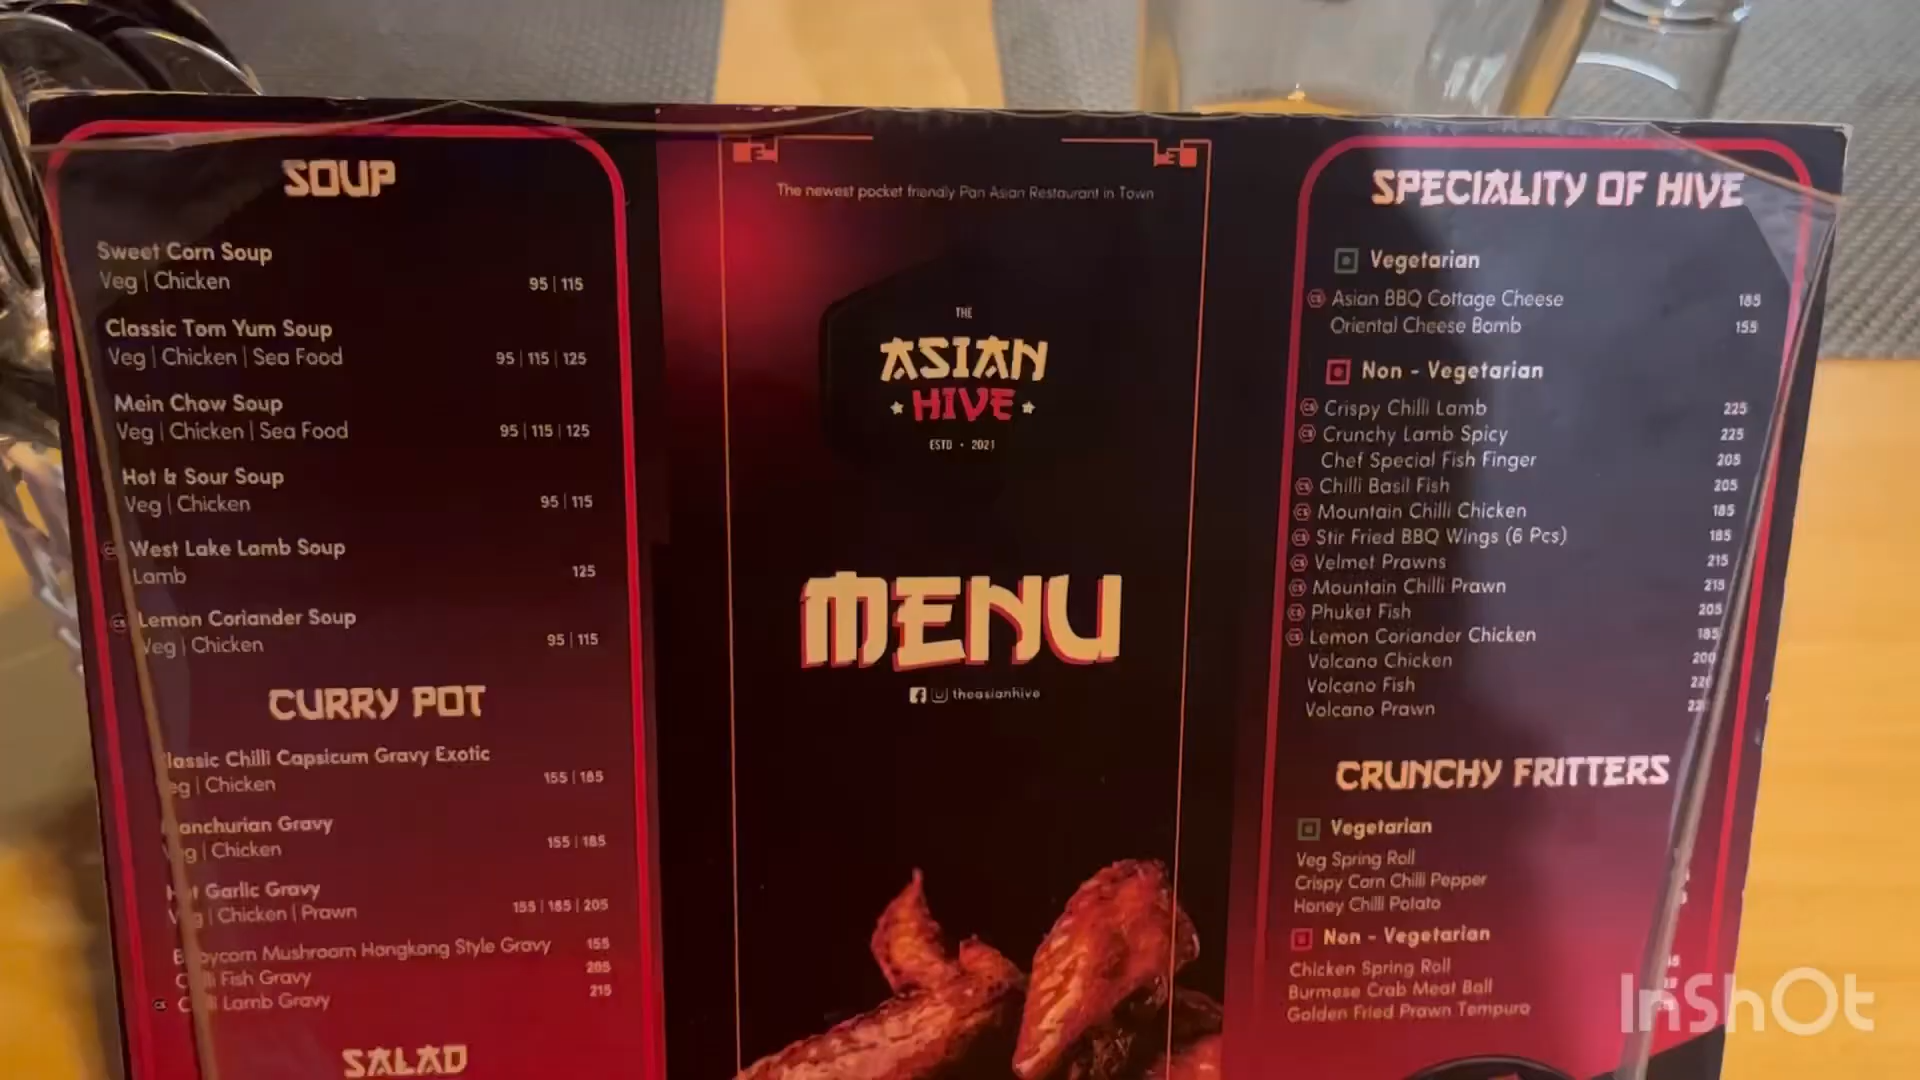 SOUP
Sweet Corn Soup
Veg | Chicken 95 | 115
Classic Tom Yum Soup
Veg | Chicken | Sea Food 95 | 115 | 125
Mein Chow Soup
Veg | Chicken | Sea Food 95 | 115 | 125
Hot & Sour Soup
Veg | Chicken 95 | 115
West Lake Lamb Soup
Lamb 125
Lemon Coriander Soup
Veg | Chicken 95 | 115
CURRY POT
Classic Chilli Capsicum Gravy Exotic
Veg | Chicken 155 | 185
Manchurian Gravy
Veg | Chicken 155 | 185
Hot Garlic Gravy
Veg | Chicken | Prawn 155 | 185 | 205
Babycorn Mushroom Hongkong Style Gravy 155
Chilli Fish Gravy 205
Chilli Lamb Gravy 215
SALAD
The newest pocket friendly Pan Asian Restaurant in Town
THE
ASIAN
HIVE
ESTD • 2021
MENU
theasianhive
SPECIALITY OF HIVE
Vegetarian
Asian BBQ Cottage Cheese 185
Oriental Cheese Bomb 155
Non - Vegetarian
Crispy Chilli Lamb 225
Crunchy Lamb Spicy 225
Chef Special Fish Finger 205
Chilli Basil Fish 205
Mountain Chilli Chicken 185
Stir Fried BBQ Wings (6 Pcs) 185
Velmet Prawns 215
Mountain Chilli Prawn 215
Phuket Fish 205
Lemon Coriander Chicken 185
Volcano Chicken 200
Volcano Fish
Volcano Prawn
CRUNCHY FRITTERS
Vegetarian
Veg Spring Roll
Crispy Corn Chilli Pepper
Honey Chilli Potato
Non - Vegetarian
Chicken Spring Roll
Burmese Crab Meat Ball
Golden Fried Prawn Tempura
InShOt